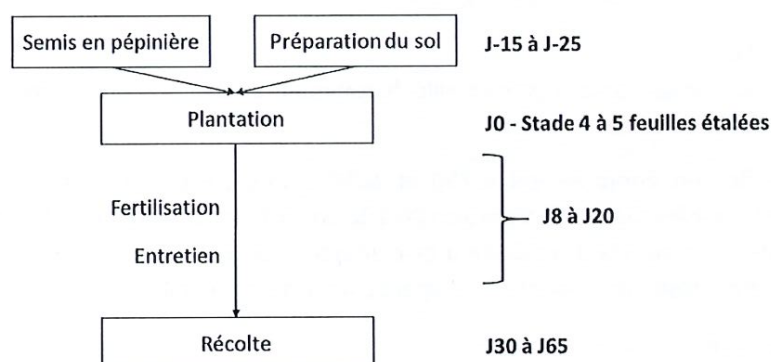 Semis en pépinière
Préparation du sol
J-15 à J-25
Plantation
J0 - Stade 4 à 5 feuilles étalées
Fertilisation
J8 à J20
Entretien
Récolte
J30 à J65